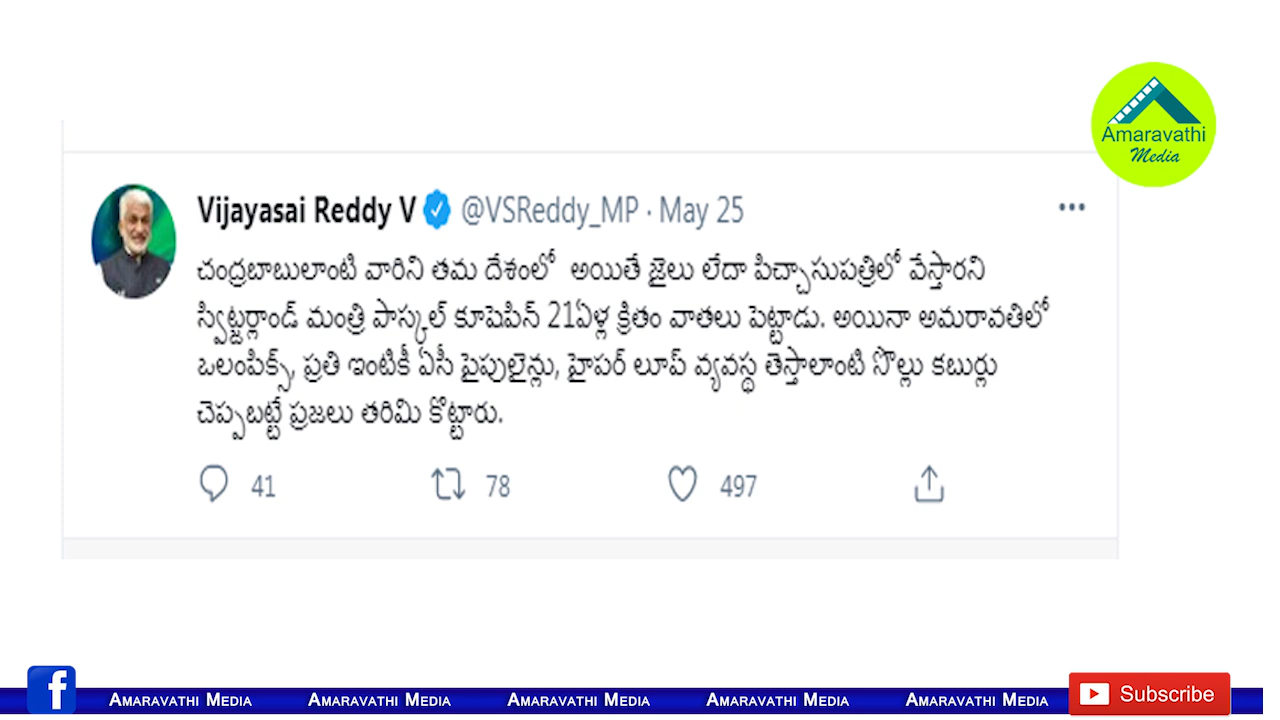 Amaravathi
Media
Vijayasai Reddy V @VSReddy_MP · May 25
చంద్రబాబులాంటి వారిని తమ దేశంలో అయితే జైలు లేదా పిచ్చాసుపత్రిలో వేస్తారని
స్విట్జర్లాండ్ మంత్రి పాస్కల్ కూషెపిన్ 21ఏళ్ల క్రితం వాతలు పెట్టాడు. అయినా అమరావతిలో
ఒలంపిక్స్, ప్రతి ఇంటికీ ఏసీ పైపులైన్లు, హైపర్ లూప్ వ్యవస్థ తెస్తాలాంటి సొల్లు కబుర్లు
చెప్పబట్టే ప్రజలు తరిమి కొట్టారు.
41 78 497
f Amaravathi Media Amaravathi Media Amaravathi Media Amaravathi Media Amaravathi Media Subscribe